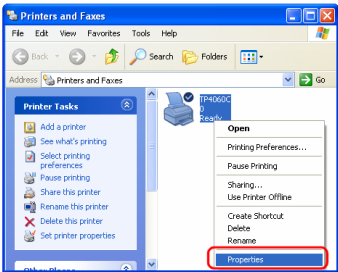 Printers and Faxes
File Edit View Favorites Tools Help
Back Search Folders
Address Printers and Faxes Go
Printer Tasks
Add a printer
See what's printing
Select printing
preferences
Pause printing
Share this printer
Rename this printer
Delete this printer
Set printer properties
Other Places
TP4060C
0
Ready
Open
Printing Preferences...
Pause Printing
Sharing...
Use Printer Offline
Create Shortcut
Delete
Rename
Properties